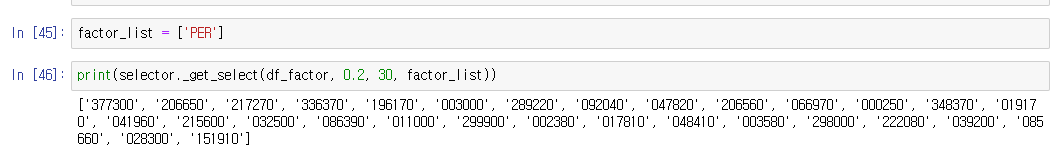 In [45]: factor_list = ['PER']
In [46]: print(selector._get_select(df_factor, 0.2, 30, factor_list))
['377300', '206650', '217270', '336370', '196170', '003000', '289220', '092040', '047820', '206560', '066970', '000250', '348370', '01917
0', '041960', '215600', '032500', '086390', '011000', '299900', '002380', '017810', '048410', '003580', '298000', '222080', '039200', '085
660', '028300', '151910']